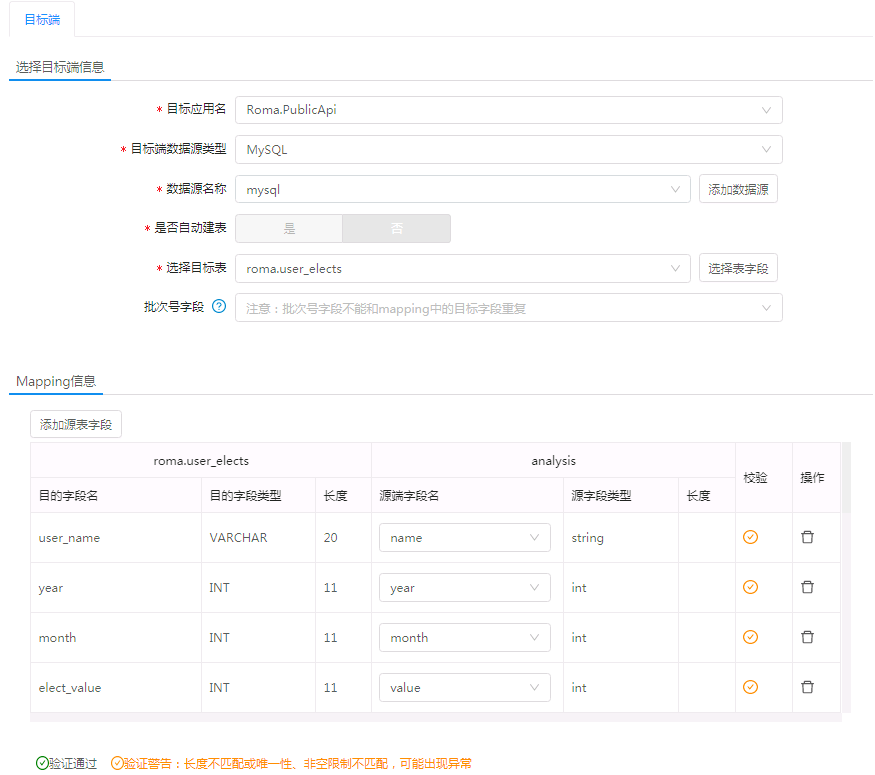 目标端
选择目标端信息
* 目标应用名 Roma.PublicApi
* 目标端数据源类型 MySQL
* 数据源名称 mysql 添加数据源
* 是否自动建表 是 否
* 选择目标表 roma.user_elects 选择表字段
批次号字段 ? 注意：批次号字段不能和mapping中的目标字段重复
Mapping信息
添加源表字段
roma.user_elects analysis 校验 操作
目的字段名 目的字段类型 长度 源端字段名 源字段类型 长度
user_name VARCHAR 20 name string
year INT 11 year int
month INT 11 month int
elect_value INT 11 value int
验证通过 验证警告：长度不匹配或唯一性、非空限制不匹配，可能出现异常